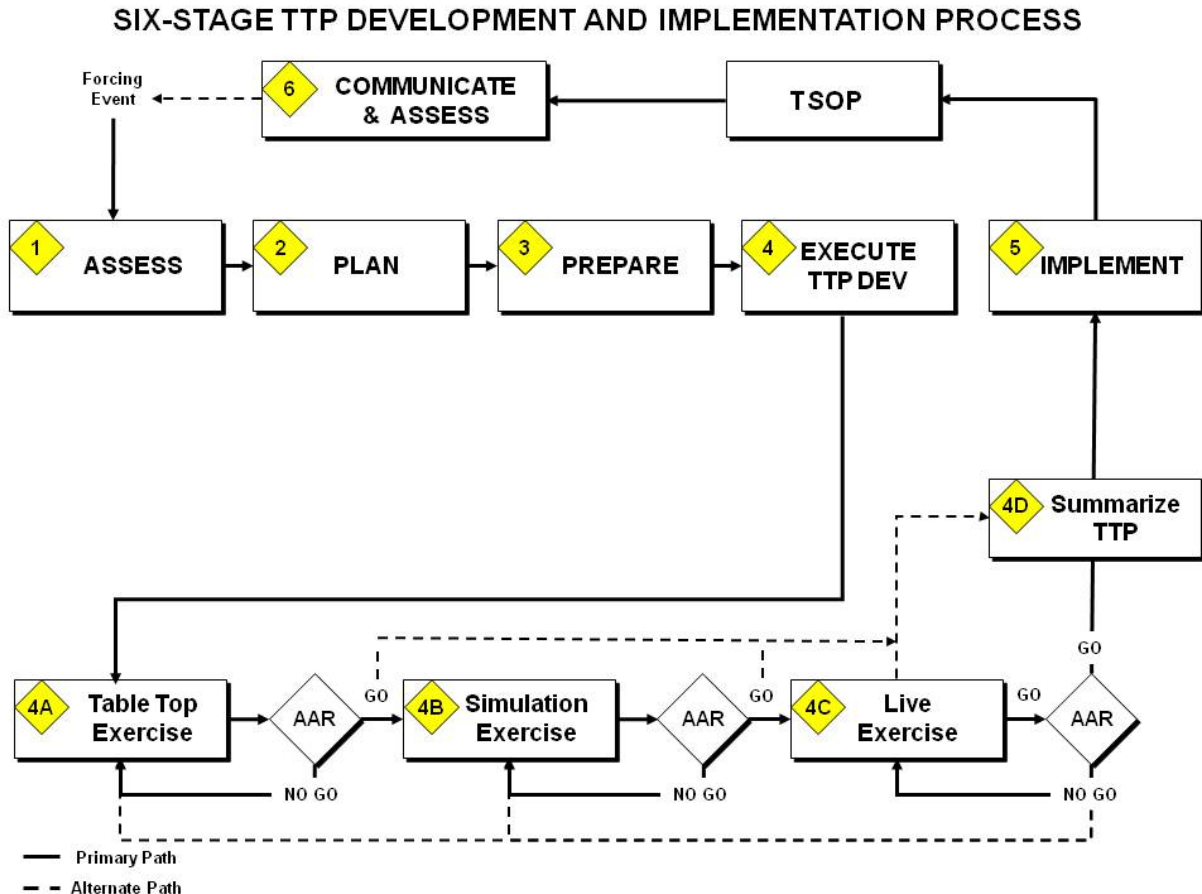 SIX-STAGE TTP DEVELOPMENT AND IMPLEMENTATION PROCESS
Forcing
Event
6
COMMUNICATE
& ASSESS
TSOP
1
ASSESS
2
PLAN
3
PREPARE
4
EXECUTE
TTP DEV
5
IMPLEMENT
4D
Summarize
TTP
GO
4A
Table Top
Exercise
AAR
GO
4B
Simulation
Exercise
AAR
GO
4C
Live
Exercise
GO
AAR
NO GO
NO GO
NO GO
Primary Path
Alternate Path